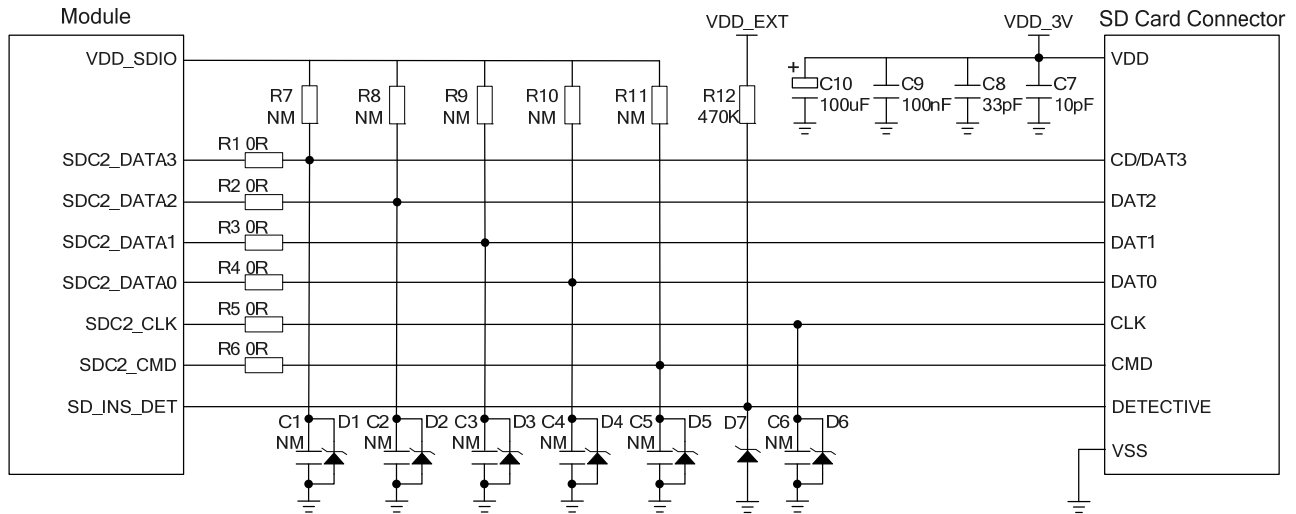 Module
VDD_EXT
VDD_3V
SD Card Connector
VDD_SDIO
VDD
R7
NM
R8
NM
R9
NM
R10
NM
R11
NM
R12
470K
C10
100uF
C9
100nF
C8
33pF
C7
10pF
+
SDC2_DATA3
R1 0R
CD/DAT3
SDC2_DATA2
R2 0R
DAT2
SDC2_DATA1
R3 0R
DAT1
SDC2_DATA0
R4 0R
DAT0
SDC2_CLK
R5 0R
CLK
SDC2_CMD
R6 0R
CMD
SD_INS_DET
DETECTIVE
C1
NM
D1
C2
NM
D2
C3
NM
D3
C4
NM
D4
C5
NM
D5
D7
C6
NM
D6
VSS